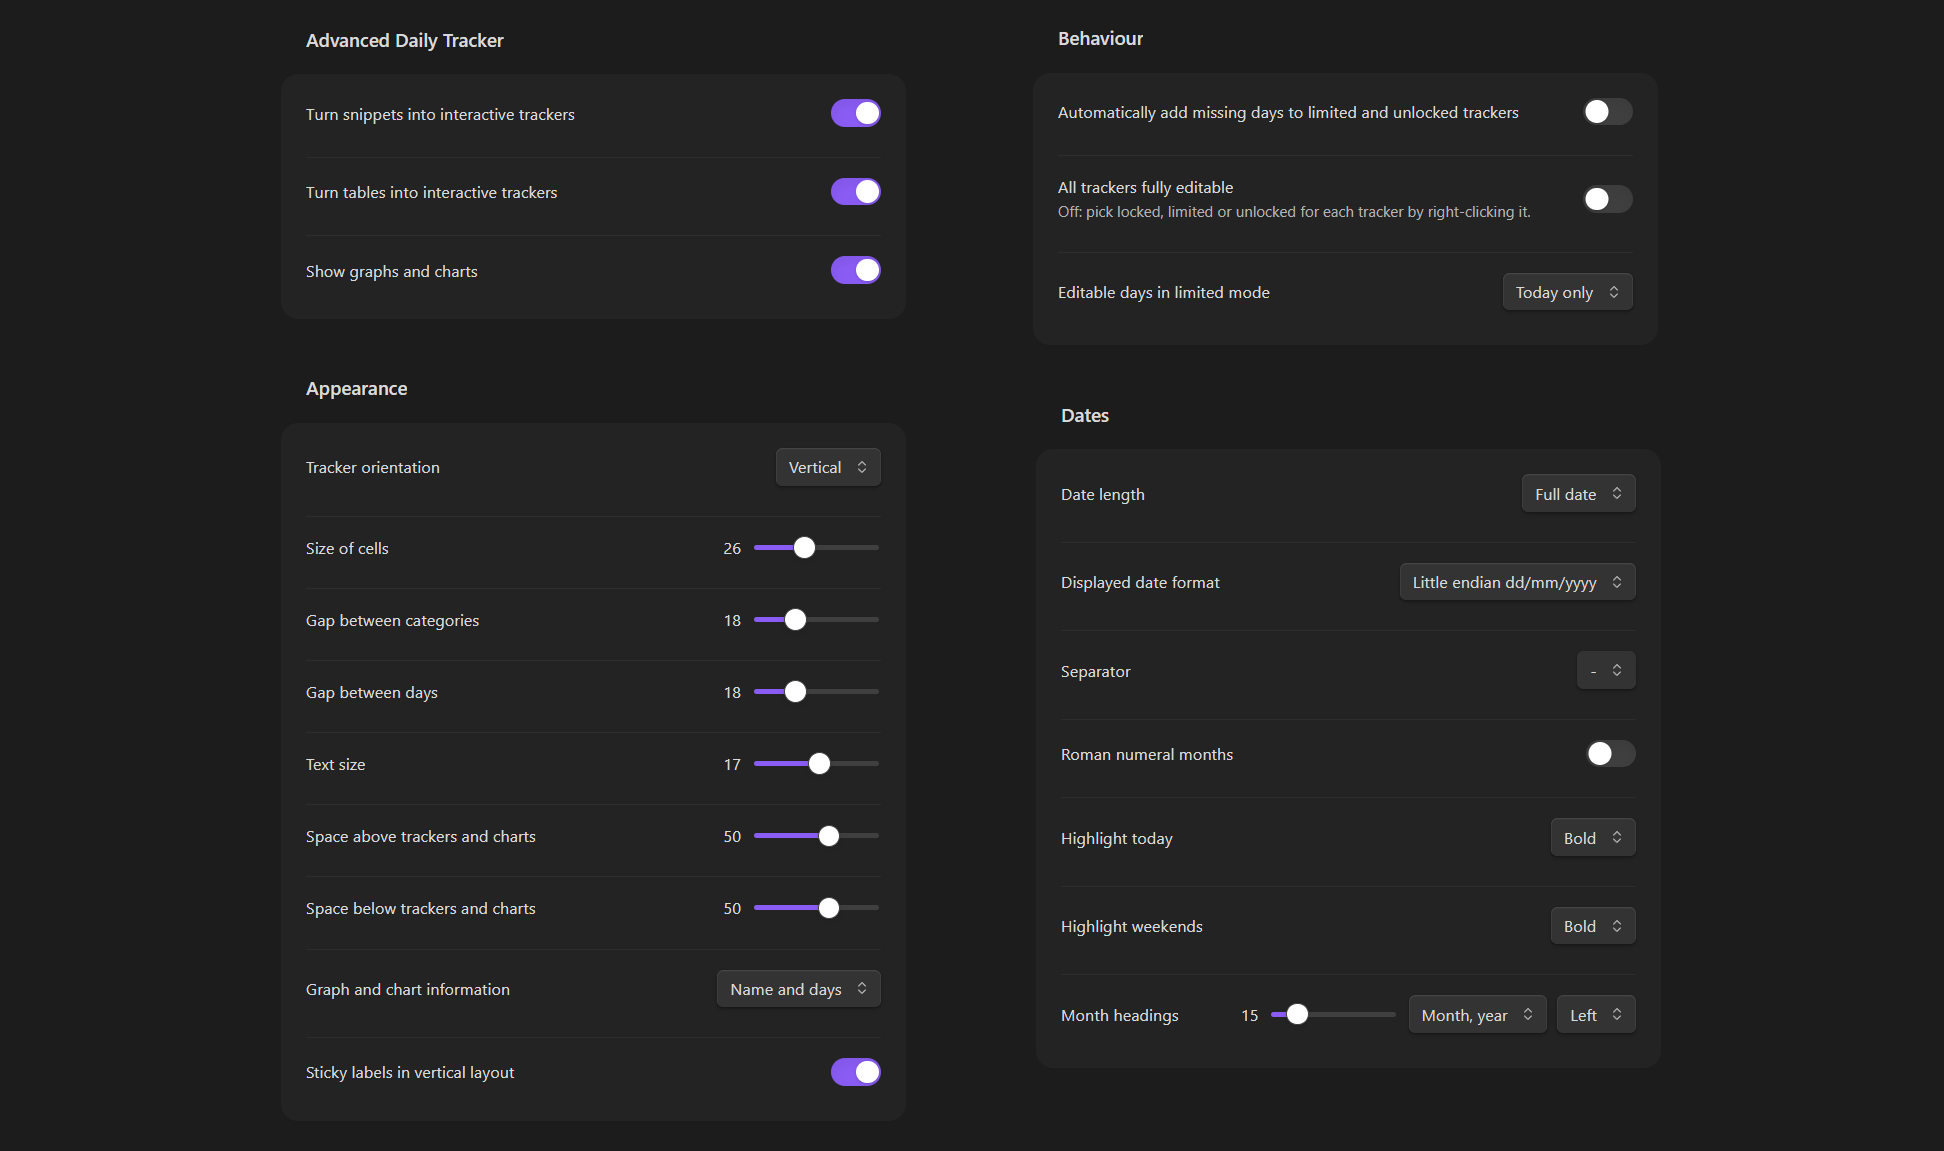 Advanced Daily Tracker
Turn snippets into interactive trackers
Turn tables into interactive trackers
Show graphs and charts
Appearance
Tracker orientation
Vertical
Size of cells
26
Gap between categories
18
Gap between days
18
Text size
17
Space above trackers and charts
50
Space below trackers and charts
50
Graph and chart information
Name and days
Sticky labels in vertical layout
Behaviour
Automatically add missing days to limited and unlocked trackers
All trackers fully editable
Off: pick locked, limited or unlocked for each tracker by right-clicking it.
Editable days in limited mode
Today only
Dates
Date length
Full date
Displayed date format
Little endian dd/mm/yyyy
Separator
-
Roman numeral months
Highlight today
Bold
Highlight weekends
Bold
Month headings
15
Month, year
Left